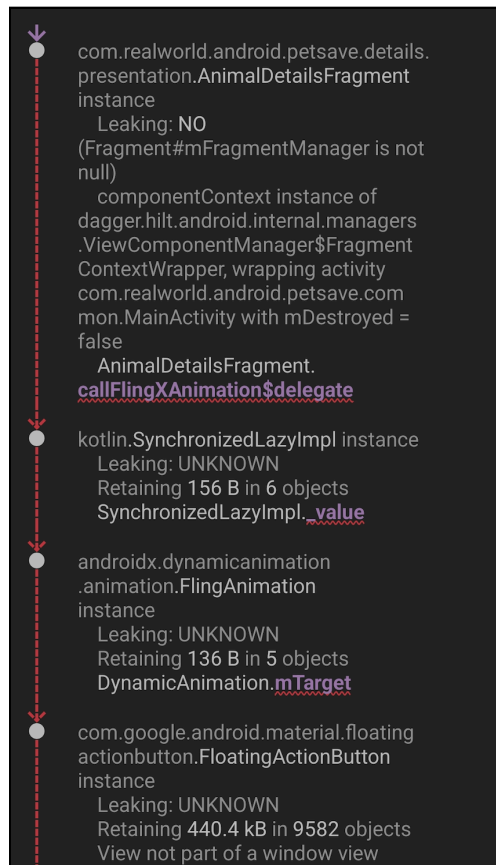 com.realworld.android.petsave.details.
presentation.AnimalDetailsFragment
instance
Leaking: NO
(Fragment#mFragmentManager is not
null)
componentContext instance of
dagger.hilt.android.internal.managers
.ViewComponentManager$Fragment
ContextWrapper, wrapping activity
com.realworld.android.petsave.com
mon.MainActivity with mDestroyed =
false
AnimalDetailsFragment.
callFlingXAnimation$delegate
kotlin.SynchronizedLazyImpl instance
Leaking: UNKNOWN
Retaining 156 B in 6 objects
SynchronizedLazyImpl._value
androidx.dynamicanimation
.animation.FlingAnimation
instance
Leaking: UNKNOWN
Retaining 136 B in 5 objects
DynamicAnimation.mTarget
com.google.android.material.floating
actionbutton.FloatingActionButton
instance
Leaking: UNKNOWN
Retaining 440.4 kB in 9582 objects
View not part of a window view